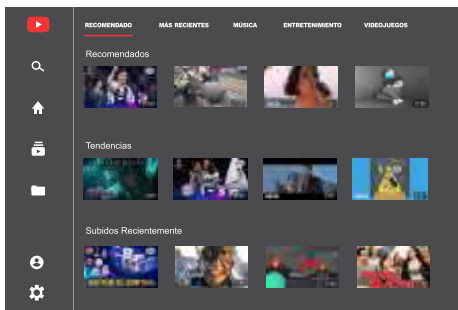 RECOMENDADO MÁS RECIENTES MÚSICA ENTRETENIMIENTO VIDEOJUEGOS
Recomendados
Tendencias
Subidos Recientemente